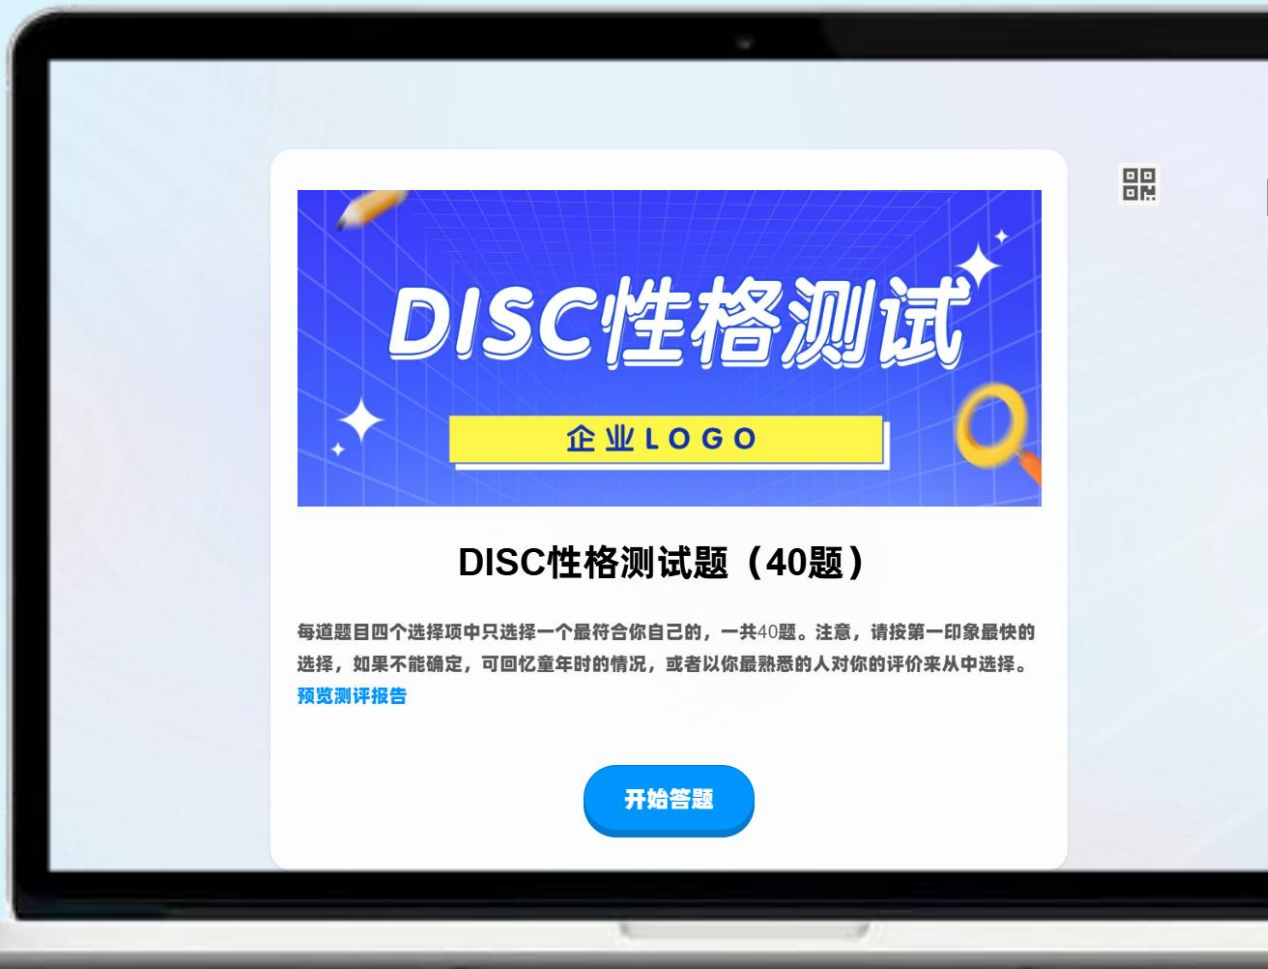 DISC性格测试
企业LOGO
DISC性格测试题（40题）
每道题目四个选择项中只选择一个最符合你自己的，一共40题。注意，请按第一印象最快的
选择，如果不能确定，可回忆童年时的情况，或者以你最熟悉的人对你的评价来从中选择。
预览测评报告
开始答题